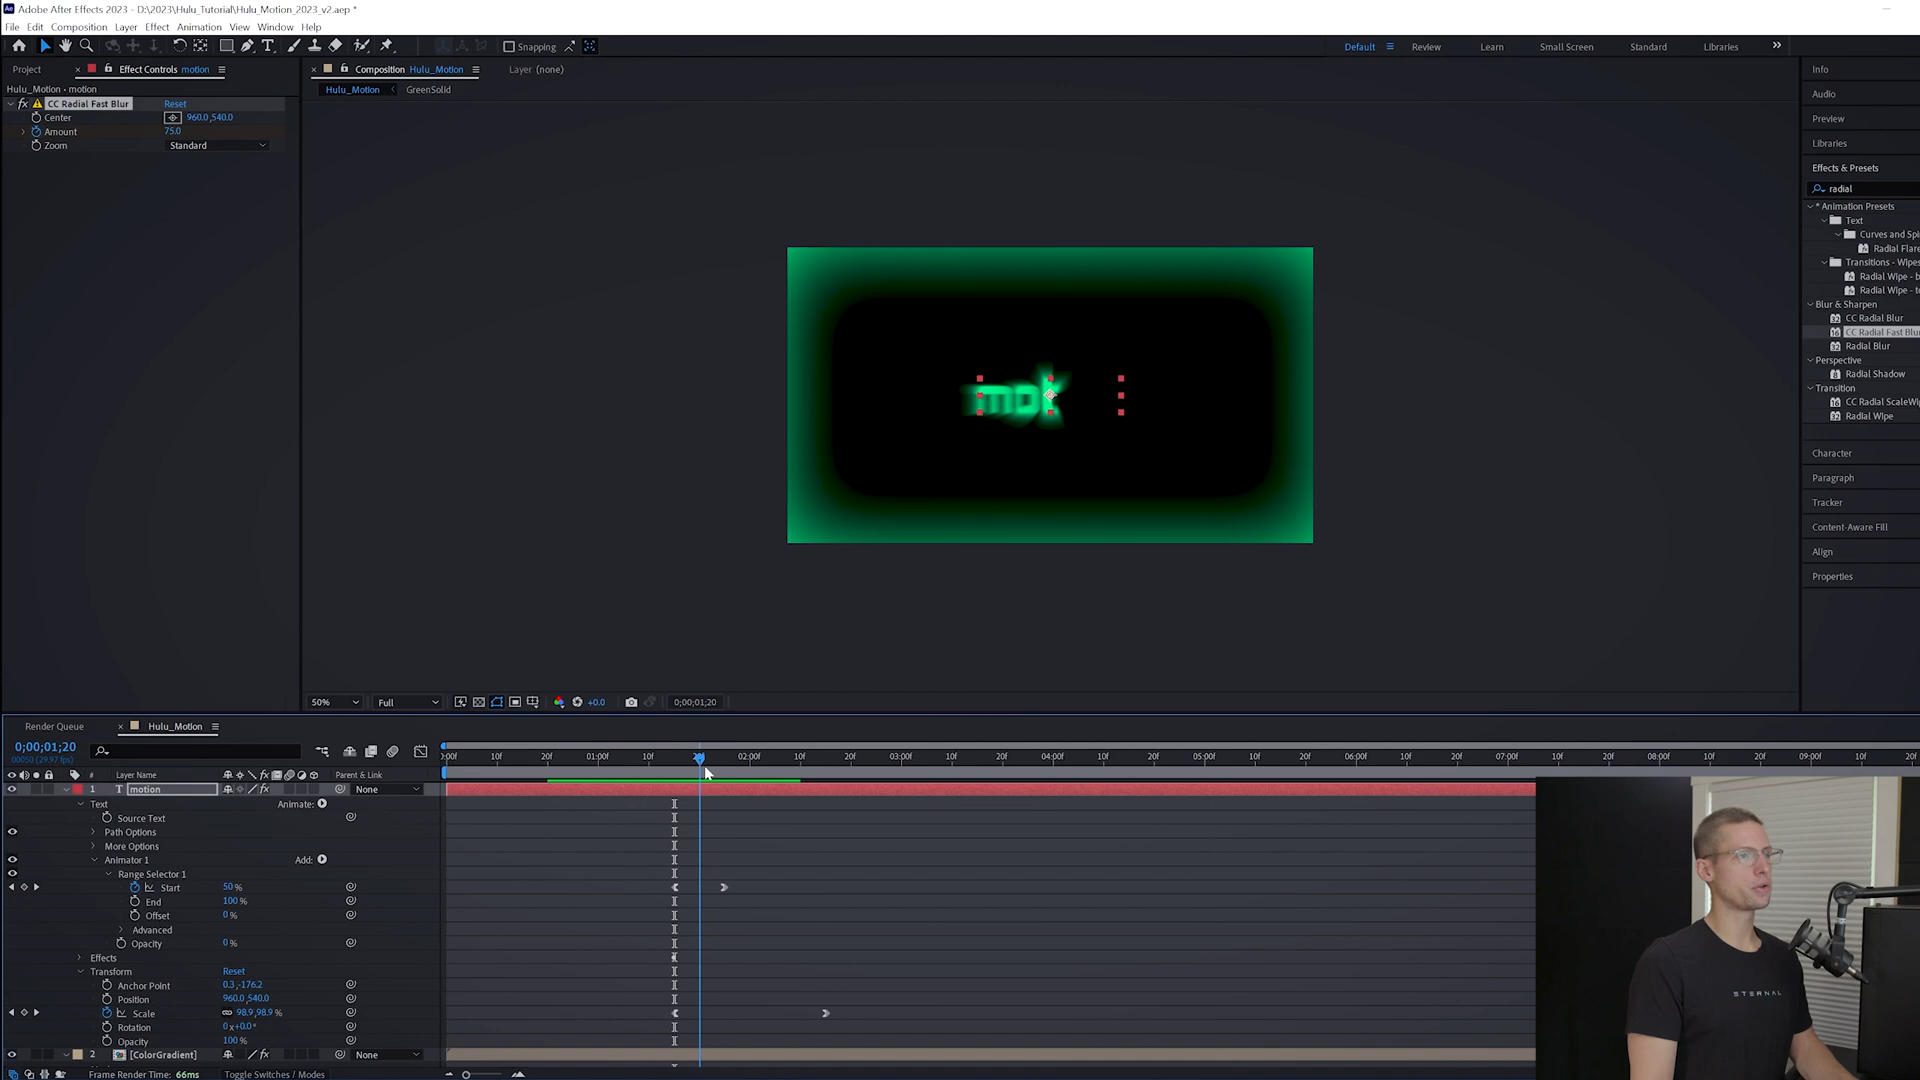 Adobe After Effects 2023 - D:\2023\Hulu_Tutorial\Hulu_Motion_2023_v2.aep *
File Edit Composition Layer Effect Animation View Window Help
Snapping
Default Review Learn Small Screen Standard Libraries
Project Effect Controls motion
Composition Hulu_Motion Layer (none)
Hulu_Motion • motion
Hulu_Motion GreenSolid
fx CC Radial Fast Blur Reset
Center 960.0,540.0
Amount 75.0
Zoom Standard
Info
Audio
Preview
Libraries
Effects & Presets
radial
* Animation Presets
Text
Curves and Spi
Radial Flare
Transitions - Wipes
Radial Wipe - b
Radial Wipe - t
Blur & Sharpen
CC Radial Blur
CC Radial Fast Blur
Radial Blur
Perspective
Radial Shadow
Transition
CC Radial ScaleWi
Radial Wipe
Character
Paragraph
Tracker
Content-Aware Fill
Align
Properties
50% Full +0.0 0;00;01;20
Render Queue Hulu_Motion
0;00;01;20
00050 (29.97 fps)
:00f 10f 20f 01:00f 10f 20f 02:00f 10f 20f 03:00f 10f 20f 04:00f 10f 20f 05:00f 10f 20f 06:00f 10f 20f 07:00f 10f 20f 08:00f 10f 20f 09:00f 10f 20f
# Layer Name fx Parent & Link
1 T motion fx None
Text Animate:
Source Text
Path Options
More Options
Animator 1 Add:
Range Selector 1
Start 50 %
End 100 %
Offset 0 %
Advanced
Opacity 0 %
Effects
Transform Reset
Anchor Point 0.3,-176.2
Position 960.0,540.0
Scale 98.9,98.9 %
Rotation 0 x+0.0°
Opacity 100 %
2 [ColorGradient] fx None
Frame Render Time: 66ms Toggle Switches / Modes
ETERNAL